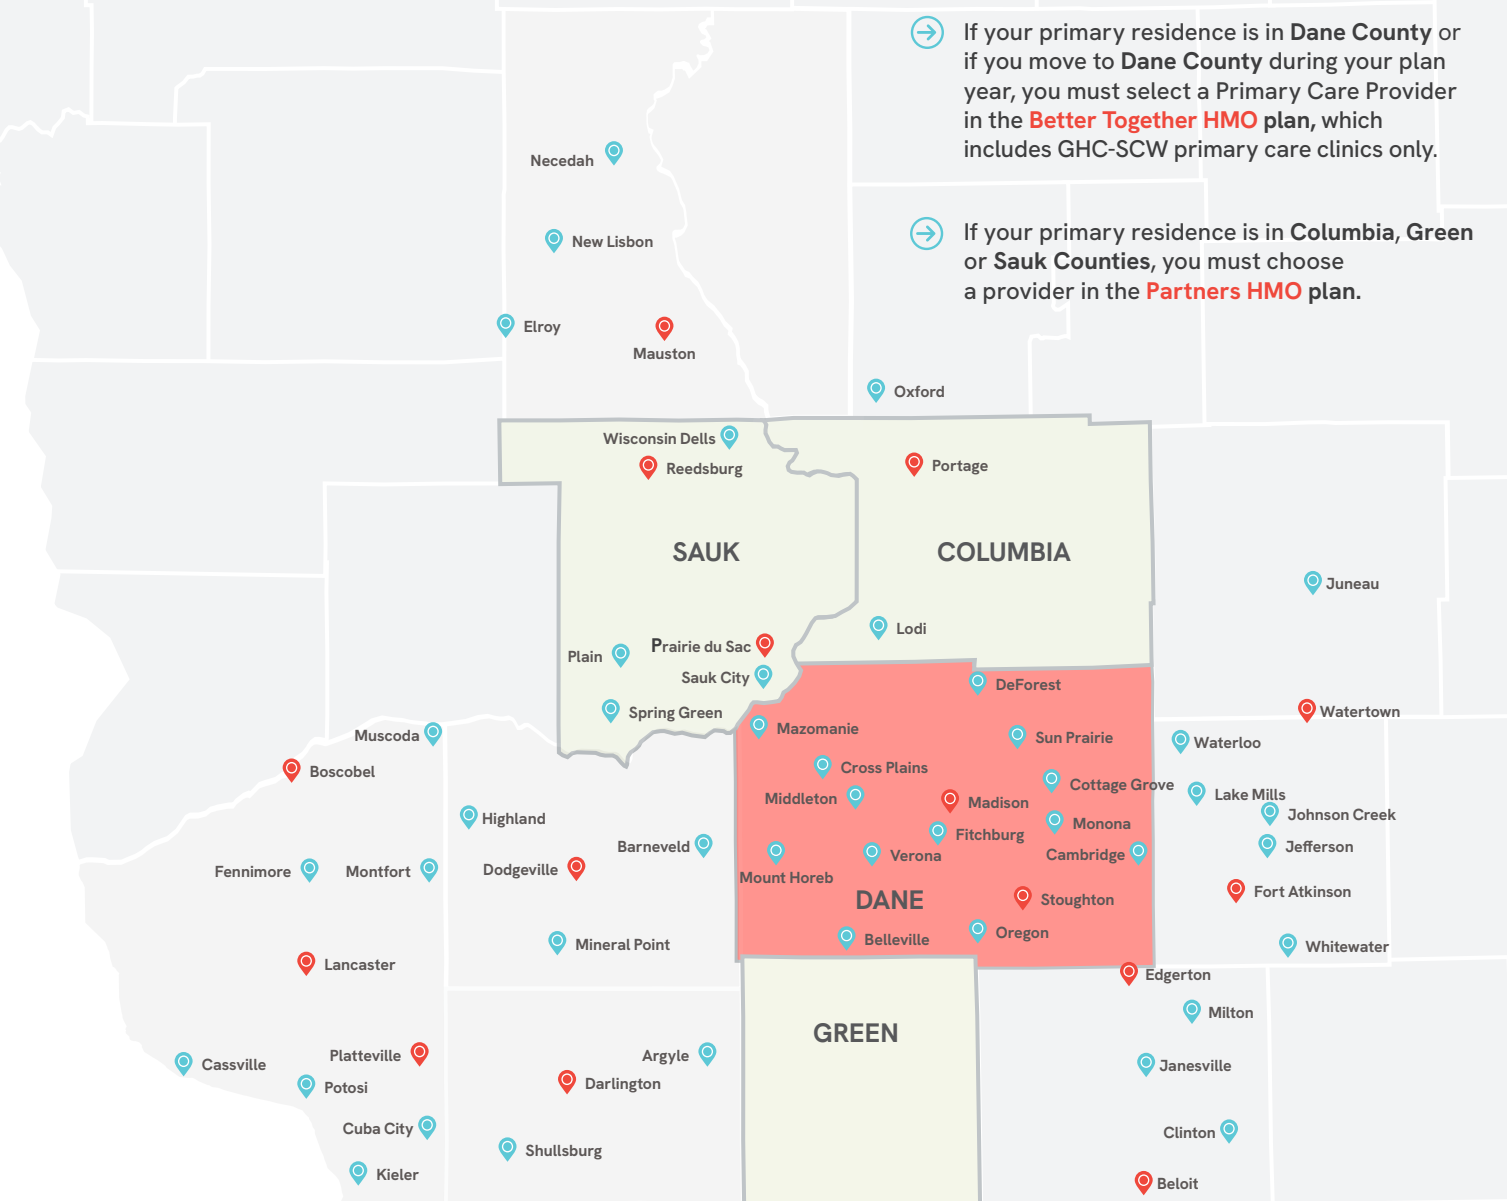 If your primary residence is in Dane County or
if you move to Dane County during your plan
year, you must select a Primary Care Provider
in the Better Together HMO plan, which
includes GHC-SCW primary care clinics only.
If your primary residence is in Columbia, Green
or Sauk Counties, you must choose
a provider in the Partners HMO plan.
Necedah
New Lisbon
Elroy
Mauston
Oxford
Wisconsin Dells
Reedsburg
Portage
SAUK
COLUMBIA
Juneau
Lodi
Prairie du Sac
Plain
Sauk City
DeForest
Spring Green
Watertown
Mazomanie
Muscoda
Sun Prairie
Waterloo
Cross Plains
Boscobel
Cottage Grove
Lake Mills
Middleton
Madison
Johnson Creek
Highland
Monona
Fitchburg
Barneveld
Jefferson
Verona
Cambridge
Dodgeville
Fennimore
Montfort
Mount Horeb
Fort Atkinson
DANE
Stoughton
Oregon
Belleville
Mineral Point
Whitewater
Lancaster
Edgerton
Milton
GREEN
Platteville
Argyle
Cassville
Janesville
Darlington
Potosi
Cuba City
Clinton
Shullsburg
Kieler
Beloit